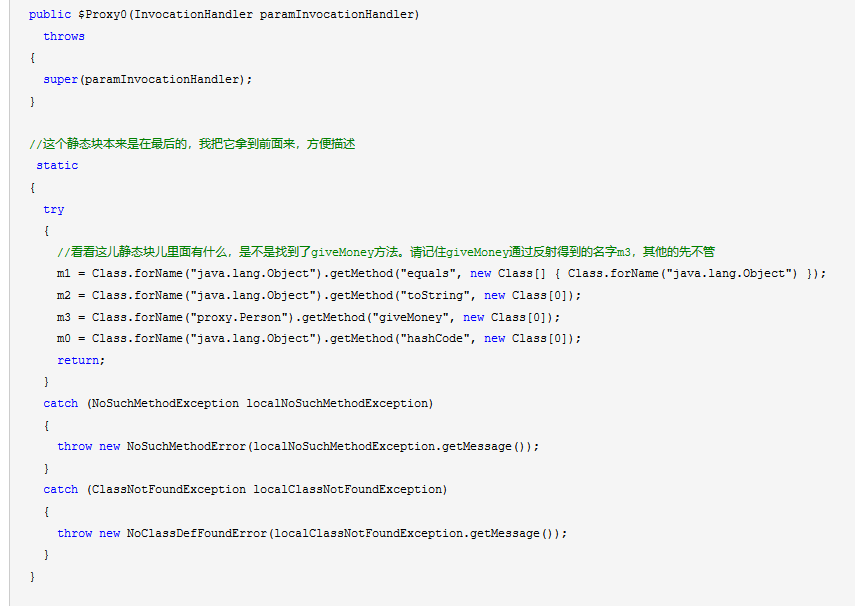 public $Proxy0(InvocationHandler paramInvocationHandler)
throws
{
super(paramInvocationHandler);
}
//这个静态块本来是在最后的，我把它拿到前面来，方便描述
static
{
try
{
//看看这儿静态块儿里面有什么，是不是找到了giveMoney方法。请记住giveMoney通过反射得到的名字m3，其他的先不管
m1 = Class.forName("java.lang.Object").getMethod("equals", new Class[] { Class.forName("java.lang.Object") });
m2 = Class.forName("java.lang.Object").getMethod("toString", new Class[0]);
m3 = Class.forName("proxy.Person").getMethod("giveMoney", new Class[0]);
m0 = Class.forName("java.lang.Object").getMethod("hashCode", new Class[0]);
return;
}
catch (NoSuchMethodException localNoSuchMethodException)
{
throw new NoSuchMethodError(localNoSuchMethodException.getMessage());
}
catch (ClassNotFoundException localClassNotFoundException)
{
throw new NoClassDefFoundError(localClassNotFoundException.getMessage());
}
}